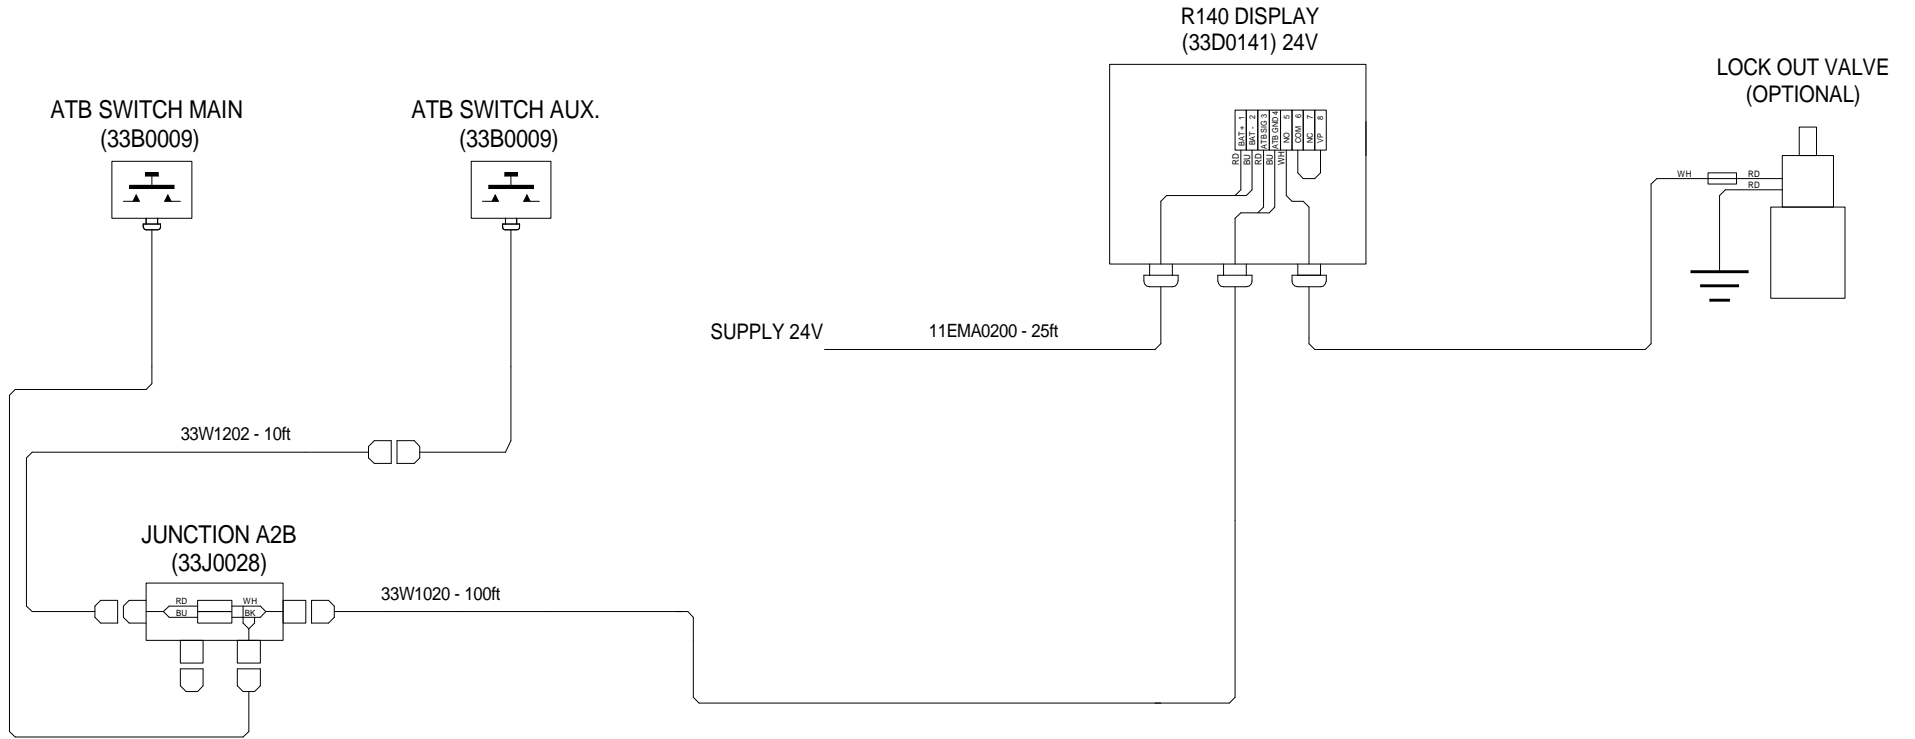 R140 DISPLAY
(33D0141) 24V
LOCK OUT VALVE
(OPTIONAL)
ATB SWITCH MAIN
(33B0009)
ATB SWITCH AUX.
(33B0009)
BAT + 1
BAT - 2
ATB SIG 3
ATB GND 4
NO 5
COM 6
NC 7
VP 8
RD
BU
RD
BU
WH
WH
RD
RD
SUPPLY 24V
11EMA0200 - 25ft
33W1202 - 10ft
JUNCTION A2B
(33J0028)
RD
WH
BU
BK
33W1020 - 100ft